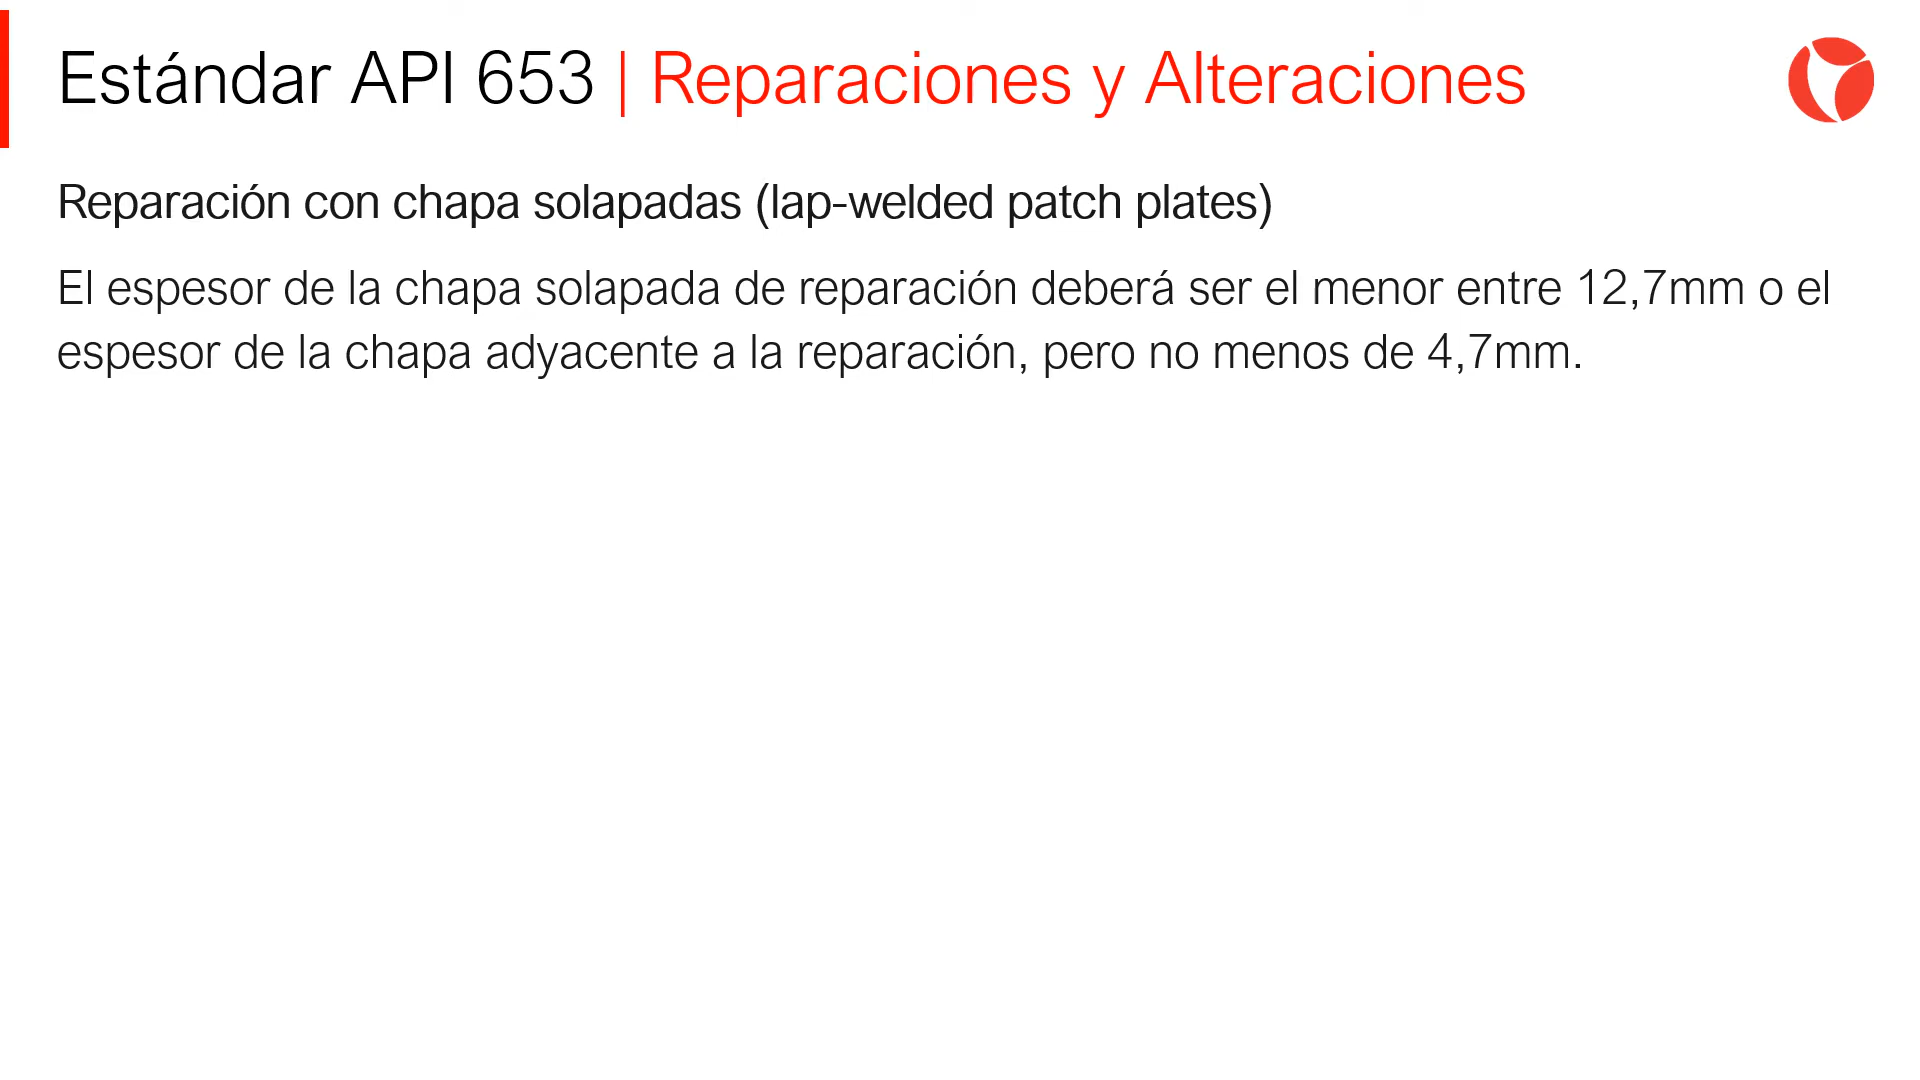 Estándar API 653 | Reparaciones y Alteraciones
Reparación con chapa solapadas (lap-welded patch plates)
El espesor de la chapa solapada de reparación deberá ser el menor entre 12,7mm o el
espesor de la chapa adyacente a la reparación, pero no menos de 4,7mm.